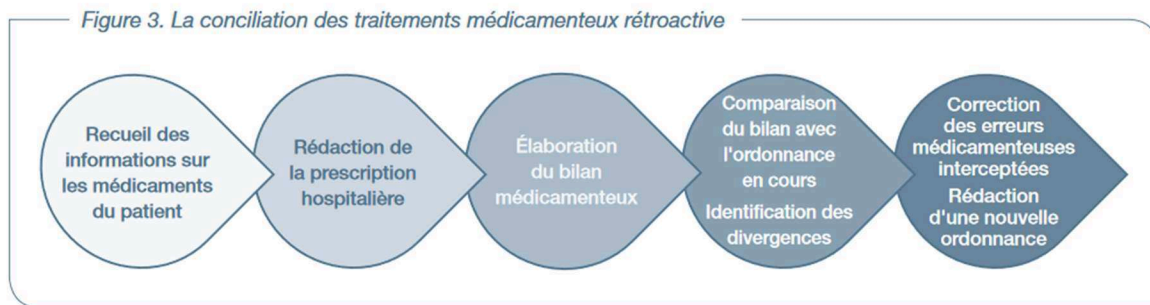 Figure 3. La conciliation des traitements médicamenteux rétroactive
Recueil des
informations sur
les médicaments
du patient
Rédaction de
la prescription
hospitalière
Élaboration
du bilan
médicamenteux
Comparaison
du bilan avec
l'ordonnance
en cours
Identification des
divergences
Correction
des erreurs
médicamenteuses
interceptées
Rédaction
d'une nouvelle
ordonnance